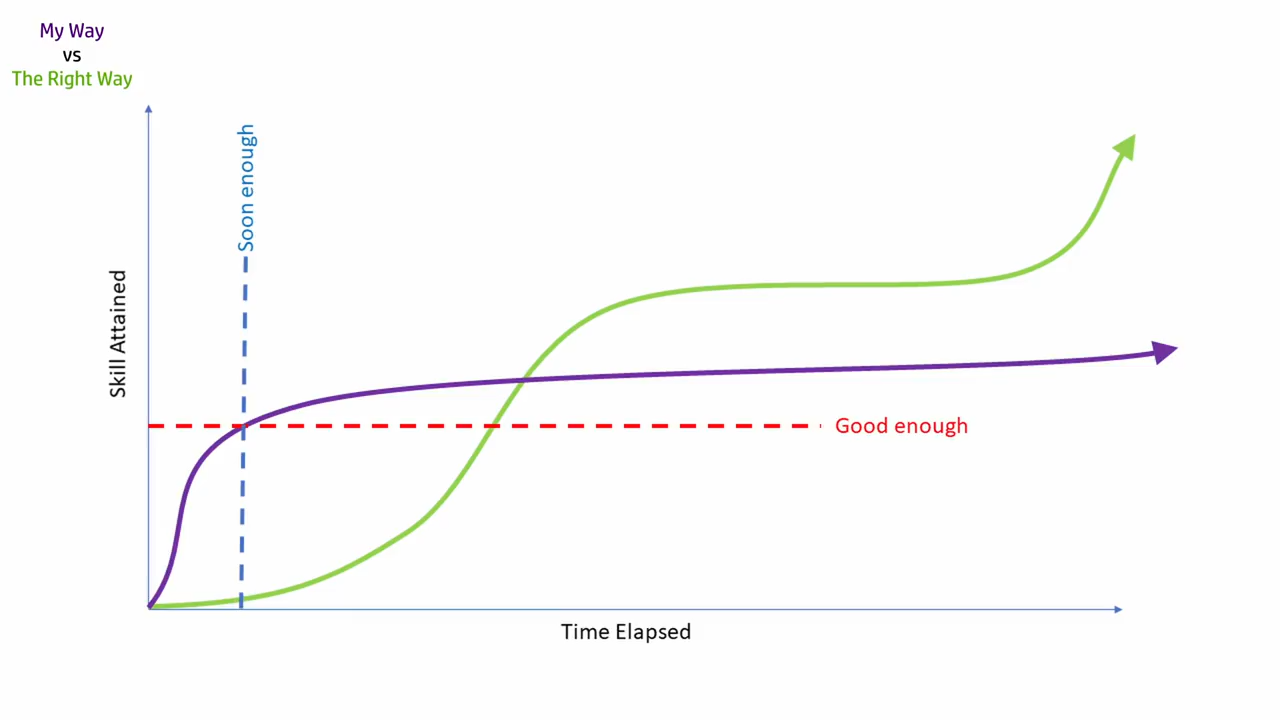 My Way
vs
The Right Way
Soon enough
Skill Attained
Good enough
Time Elapsed